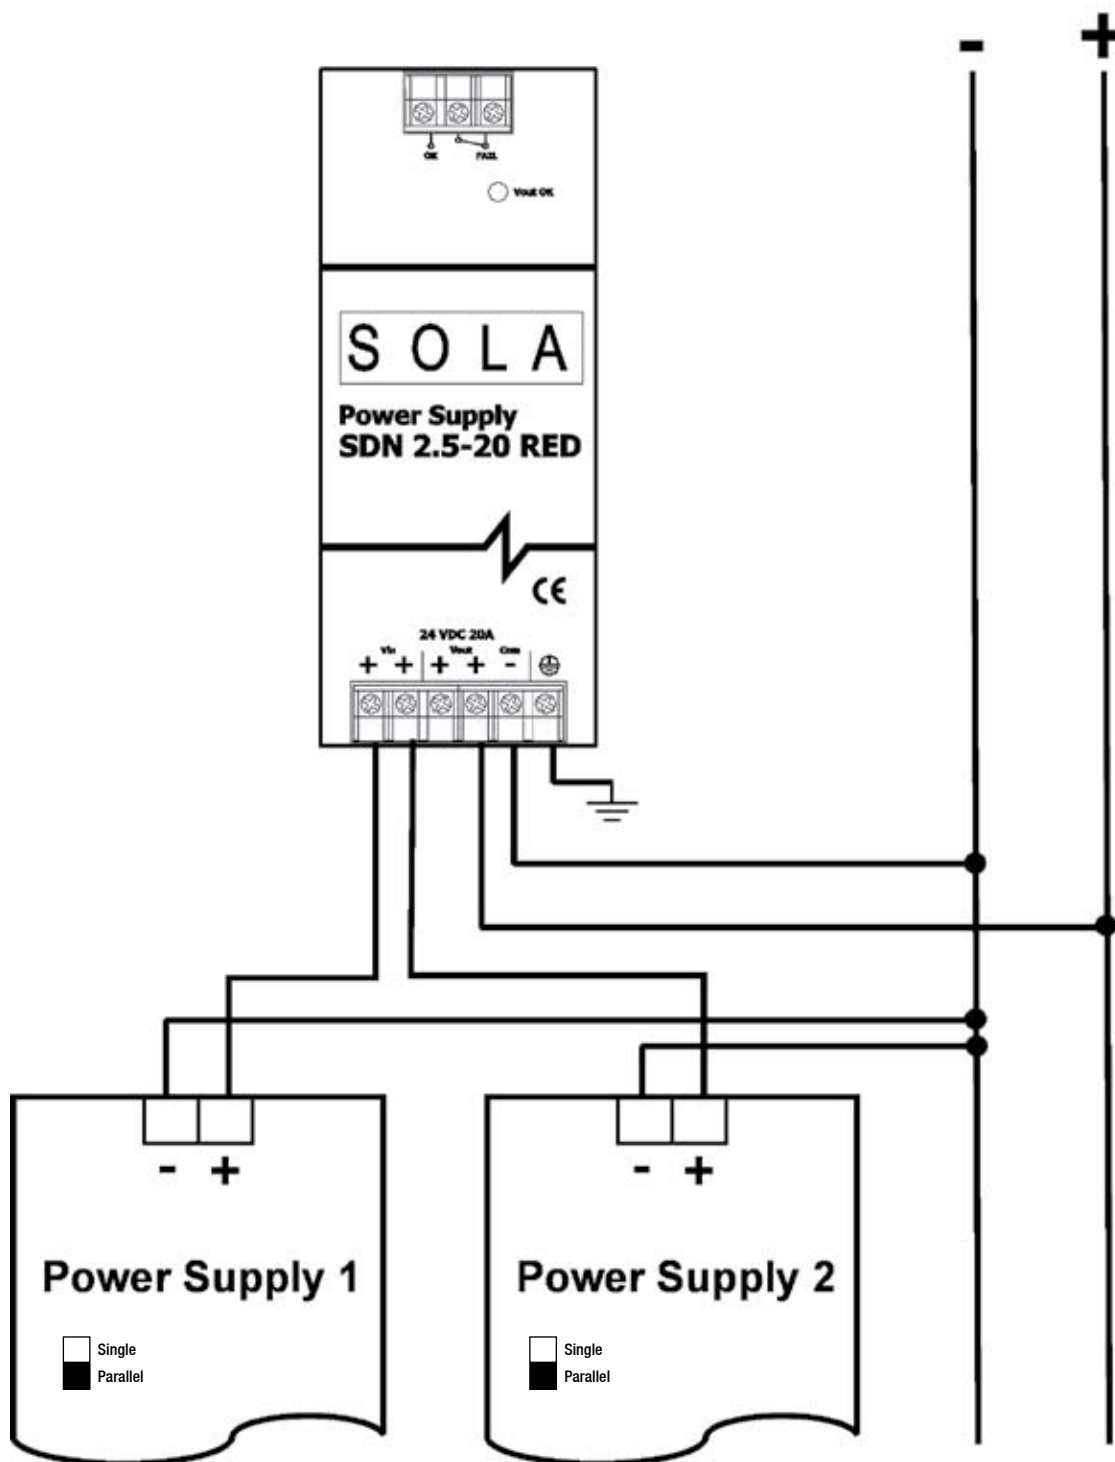 - +
OK FAIL
Vout OK
S O L A
Power Supply
SDN 2.5-20 RED
CE
24 VDC 20A
Vin Vout Com
+ + + + -
- +
- +
Power Supply 1
Power Supply 2
Single
Parallel
Single
Parallel